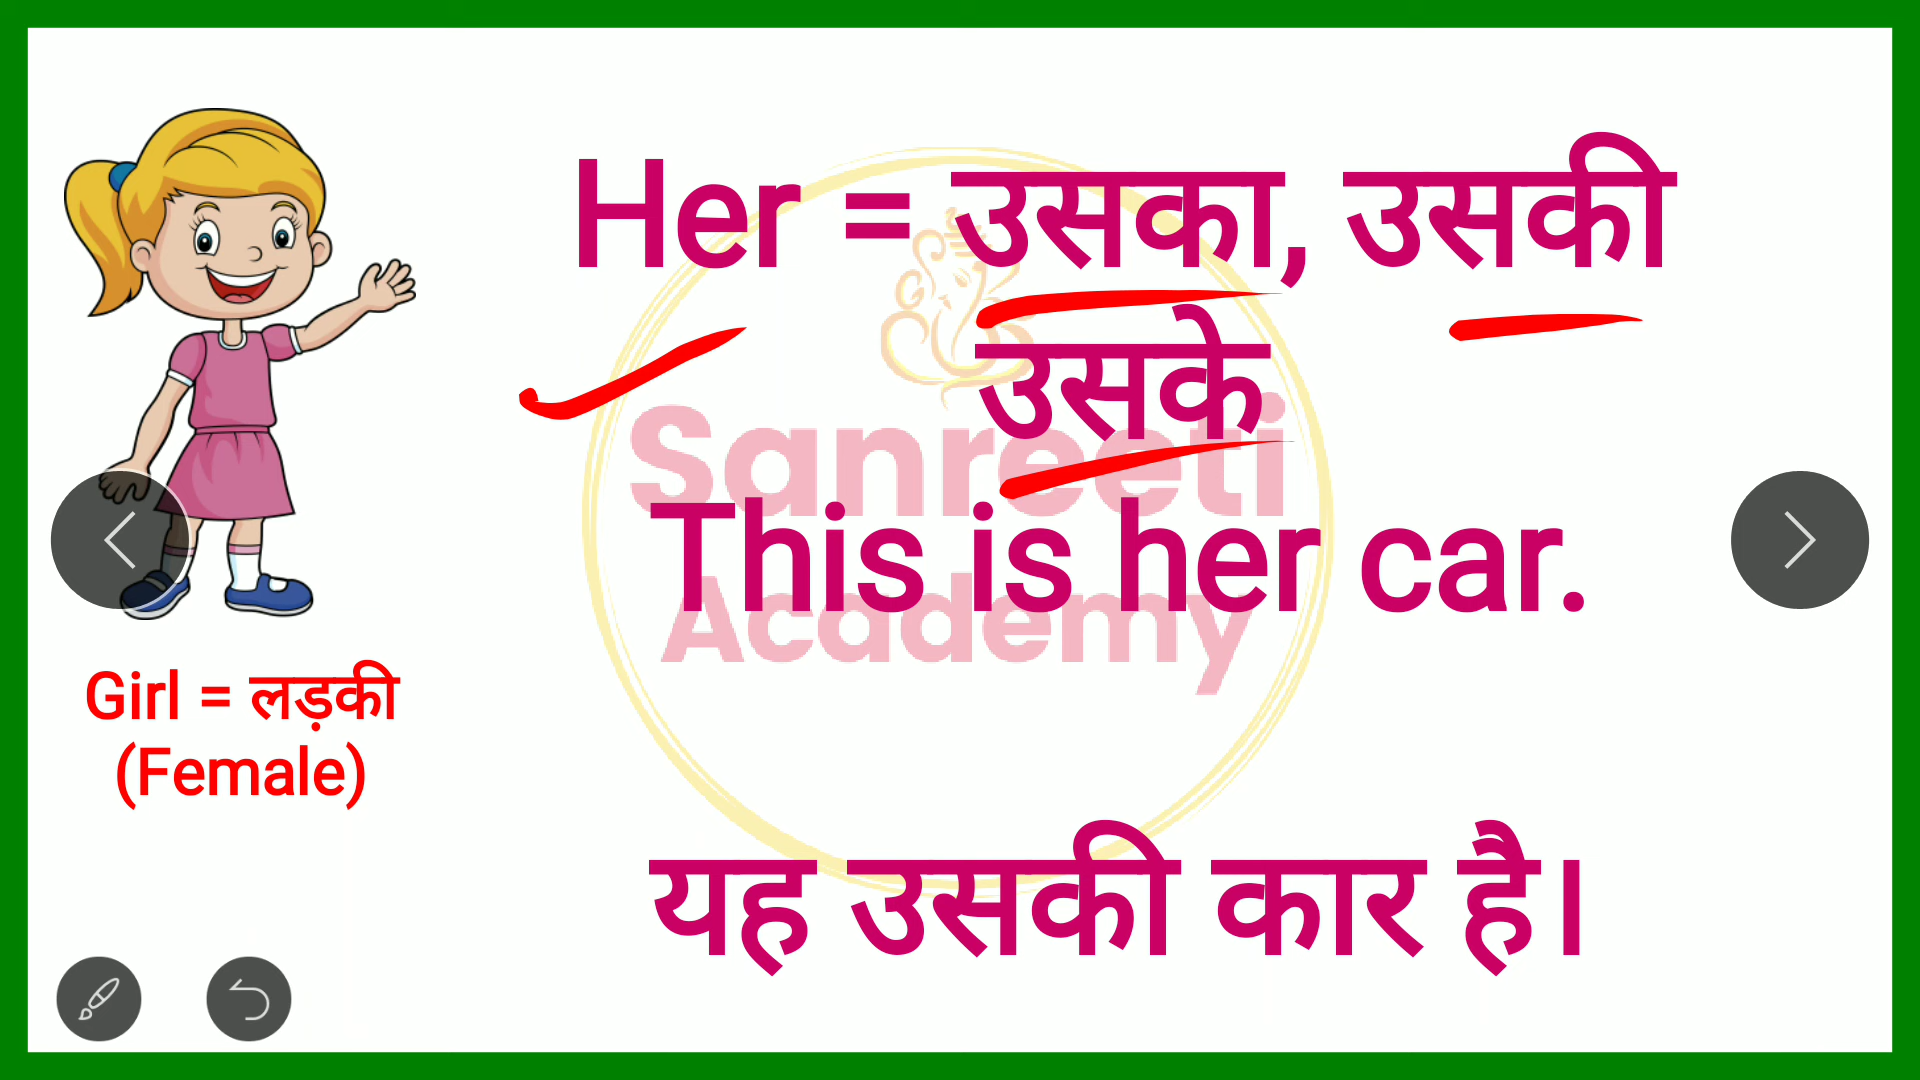 Her = उसका, उसकी
उसके
This is her car.
यह उसकी कार है।
Girl = लड़की
(Female)
Sanreeti
Academy